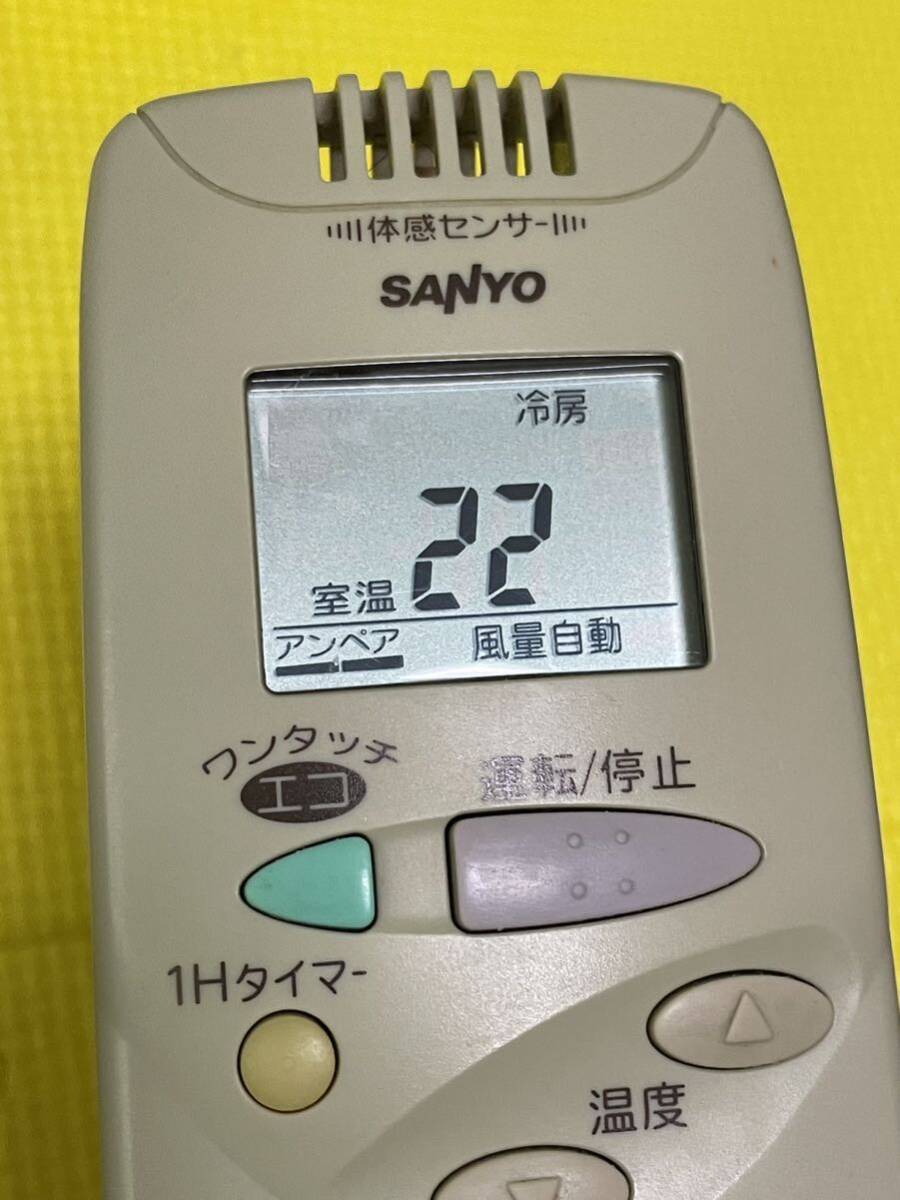 体感センサー
SANYO
冷房
室温 22
アンペア 風量自動
ワンタッチ
エコ
運転/停止
1Hタイマー
温度